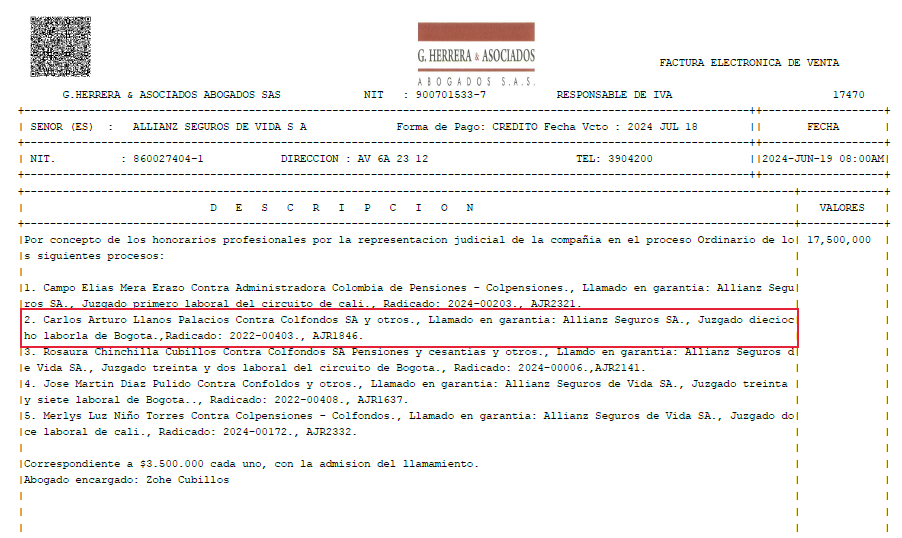 G. HERRERA & ASOCIADOS
ABOGADOS S.A.S.
FACTURA ELECTRONICA DE VENTA
G.HERRERA & ASOCIADOS ABOGADOS SAS NIT : 900701533-7 RESPONSABLE DE IVA 17470
SENOR (ES) : ALLIANZ SEGUROS DE VIDA S A Forma de Pago: CREDITO Fecha Vcto : 2024 JUL 18 FECHA
NIT. : 860027404-1 DIRECCION : AV 6A 23 12 TEL: 3904200 2024-JUN-19 08:00AM
D E S C R I P C I O N VALORES
Por concepto de los honorarios profesionales por la representacion judicial de la compañia en el proceso Ordinario de lo 17,500,000
s siguientes procesos:
1. Campo Elias Mera Erazo Contra Administradora Colombia de Pensiones - Colpensiones., Llamado en garantia: Allianz Segu
ros SA., Juzgado primero laboral del circuito de cali., Radicado: 2024-00203., AJR2321.
2. Carlos Arturo Llanos Palacios Contra Colfondos SA y otros., Llamado en garantia: Allianz Seguros SA., Juzgado diecioc
ho laborla de Bogota.,Radicado: 2022-00403., AJR1846.
3. Rosaura Chinchilla Cubillos Contra Colfondos SA Pensiones y cesantias y otros., Llamdo en garantia: Allianz Seguros d
e Vida SA., Juzgado treinta y dos laboral del circuito de Bogota., Radicado: 2024-00006.,AJR2141.
4. Jose Martin Diaz Pulido Contra Confoldos y otros., Llamado en garantia: Allianz Seguros de Vida SA., Juzgado treinta
y siete laboral de Bogota.., Radicado: 2022-00408., AJR1637.
5. Merlys Luz Niño Torres Contra Colpensiones - Colfondos., Llamado en garantia: Allianz Seguros de Vida SA., Juzgado do
ce laboral de cali., Radicado: 2024-00172., AJR2332.
Correspondiente a $3.500.000 cada uno, con la admision del llamamiento.
Abogado encargado: Zohe Cubillos